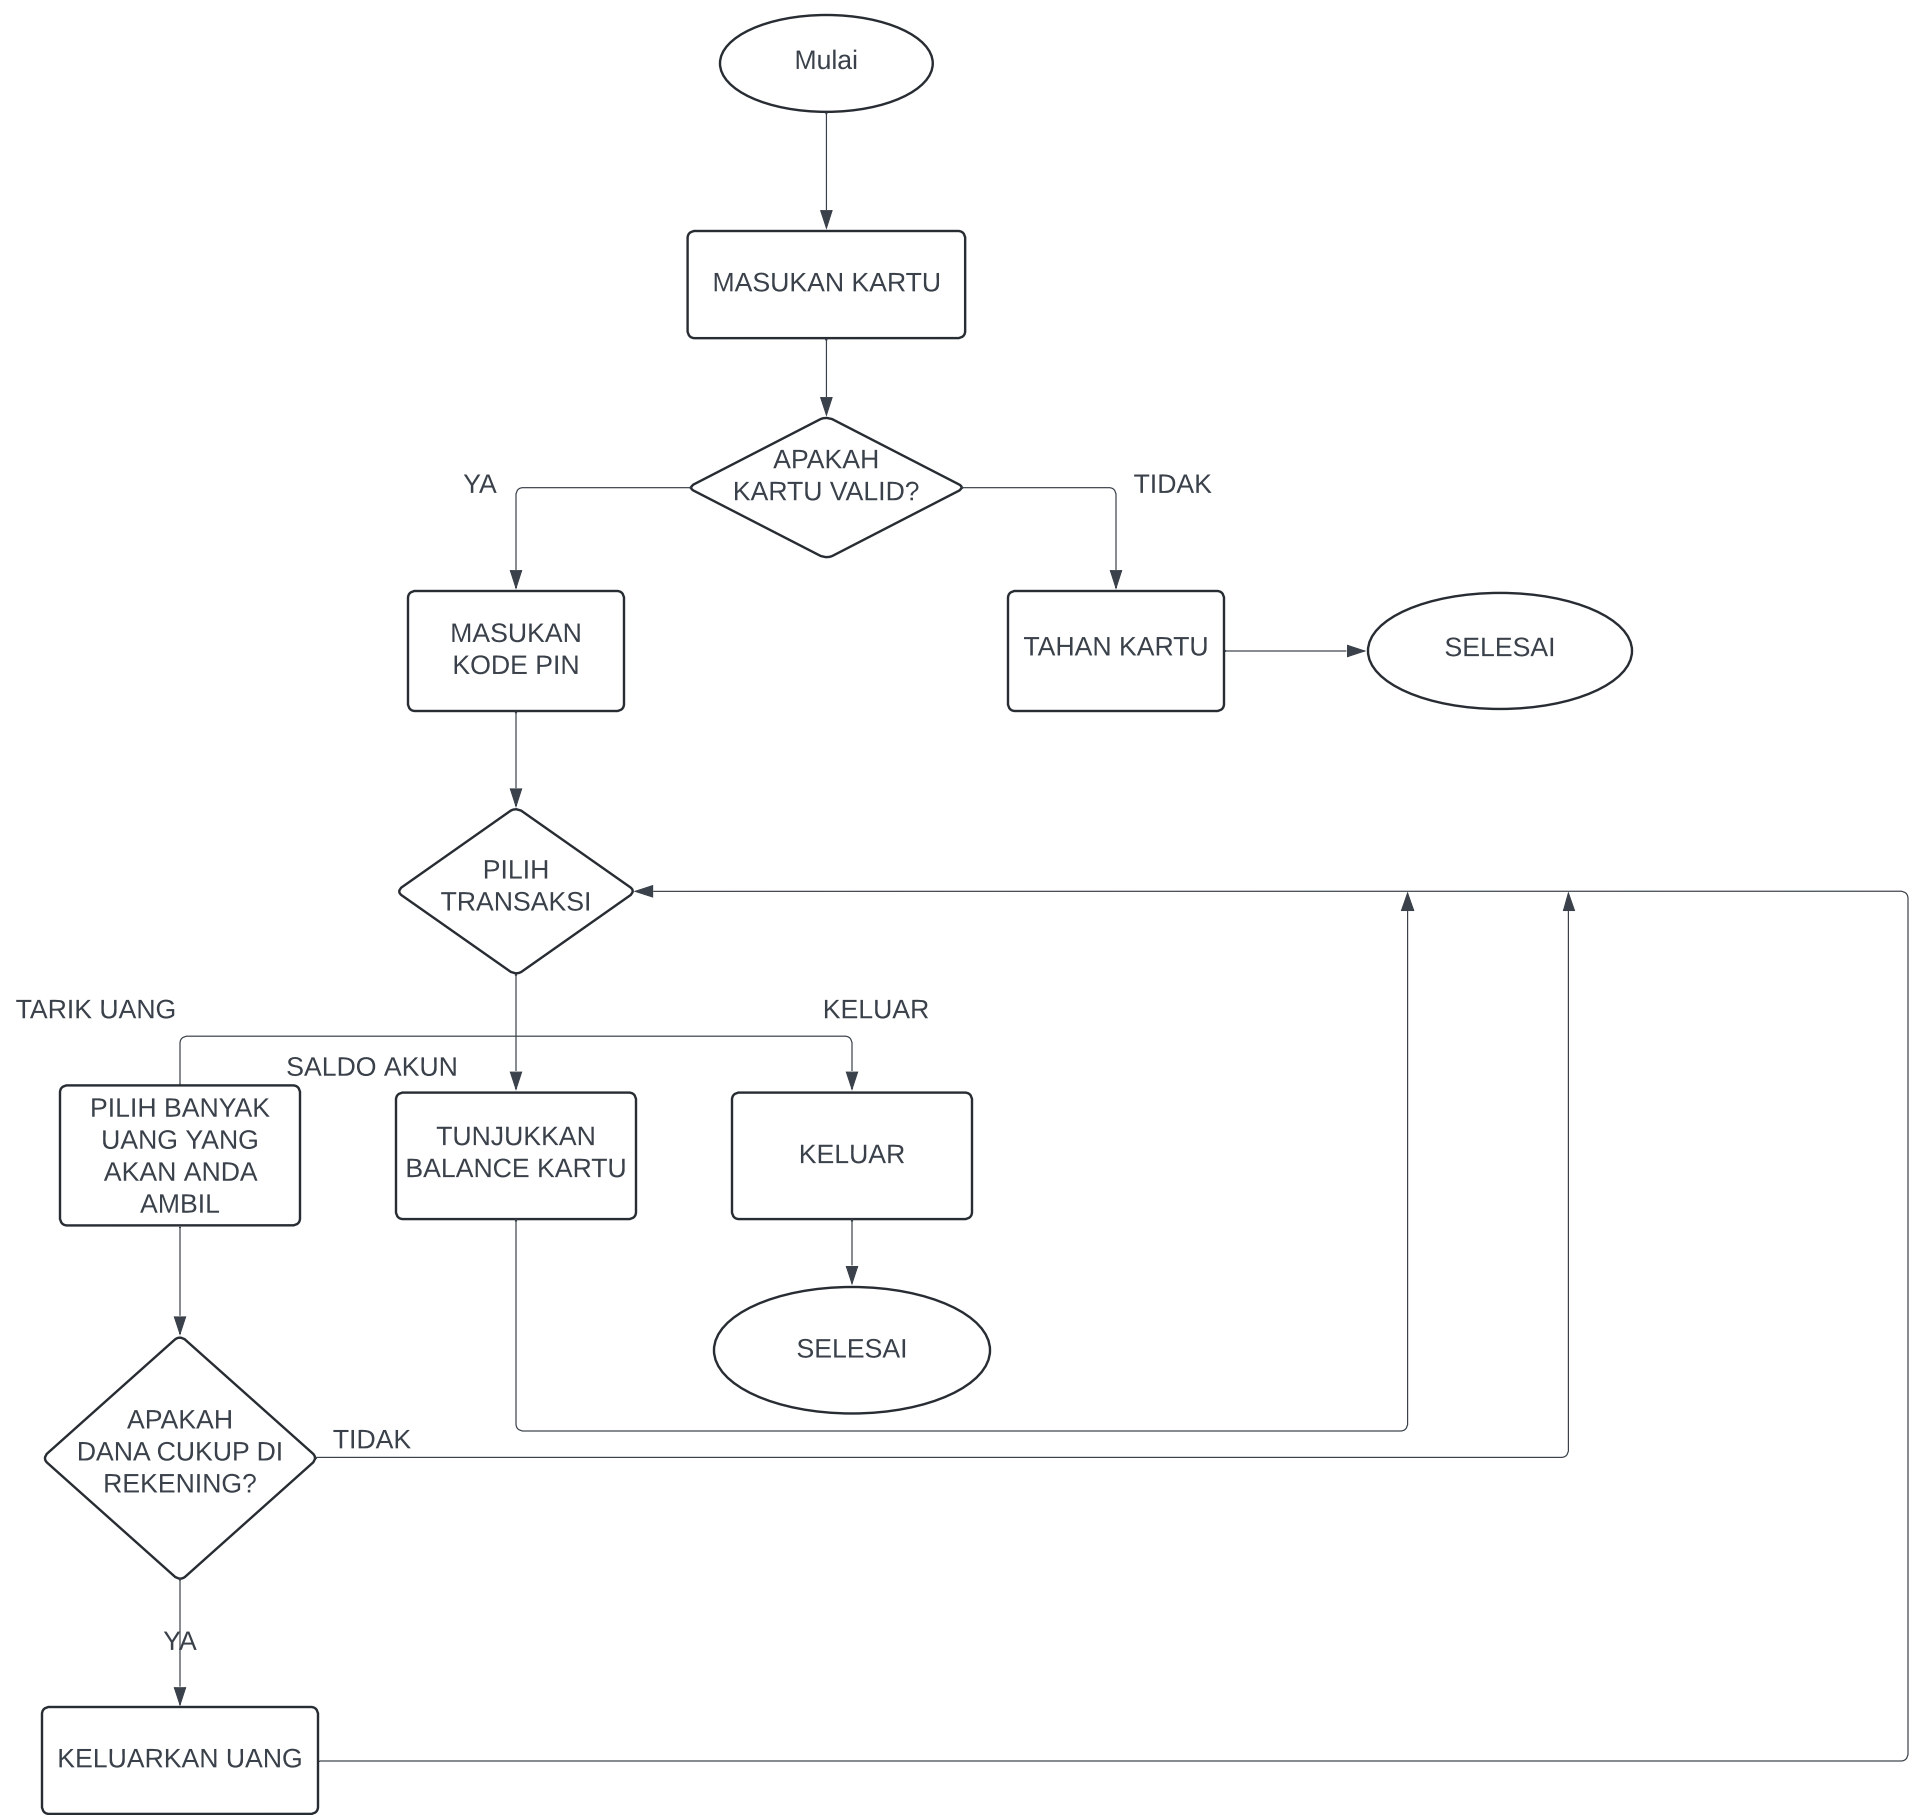 Mulai
MASUKAN KARTU
APAKAH
KARTU VALID?
YA
TIDAK
MASUKAN
KODE PIN
TAHAN KARTU
SELESAI
PILIH
TRANSAKSI
TARIK UANG
KELUAR
SALDO AKUN
PILIH BANYAK
UANG YANG
AKAN ANDA
AMBIL
TUNJUKKAN
BALANCE KARTU
KELUAR
SELESAI
APAKAH
DANA CUKUP DI
REKENING?
TIDAK
YA
KELUARKAN UANG